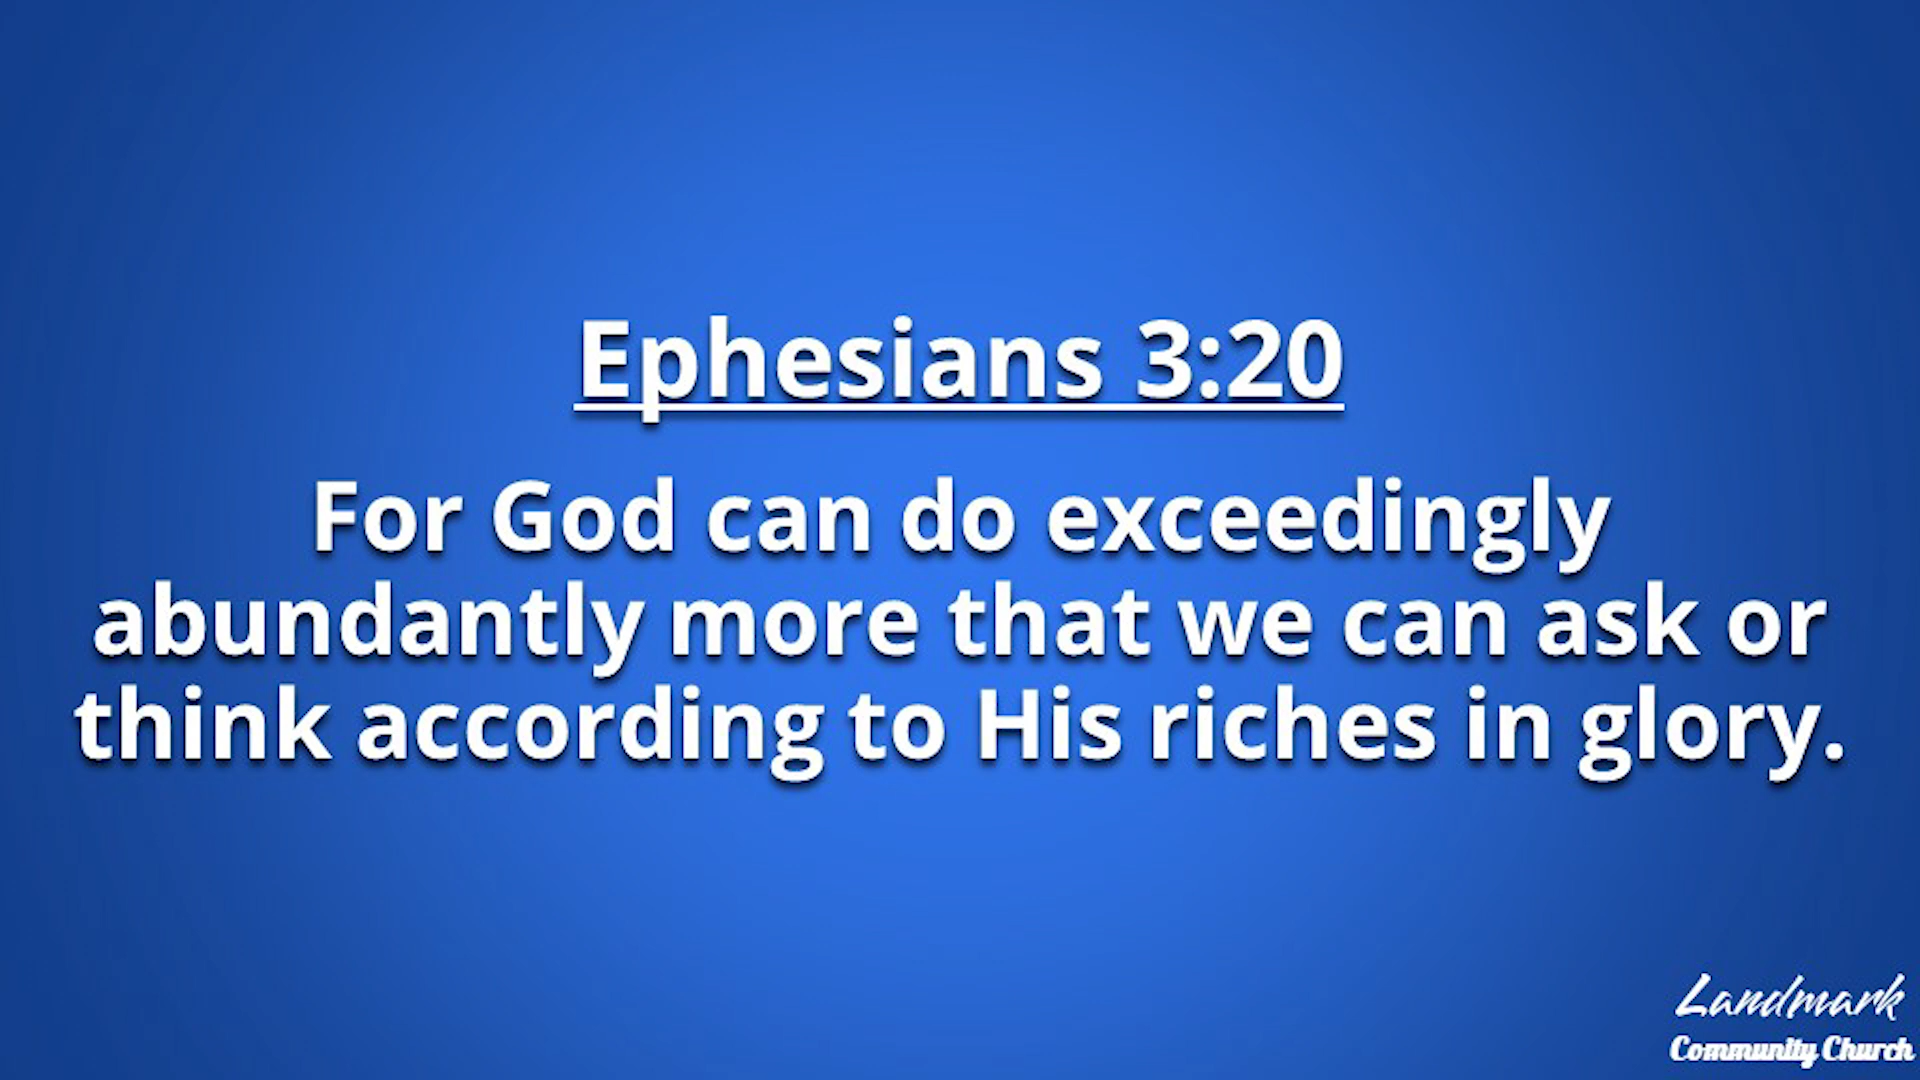 Ephesians 3:20
For God can do exceedingly
abundantly more that we can ask or
think according to His riches in glory.
Landmark
Community Church